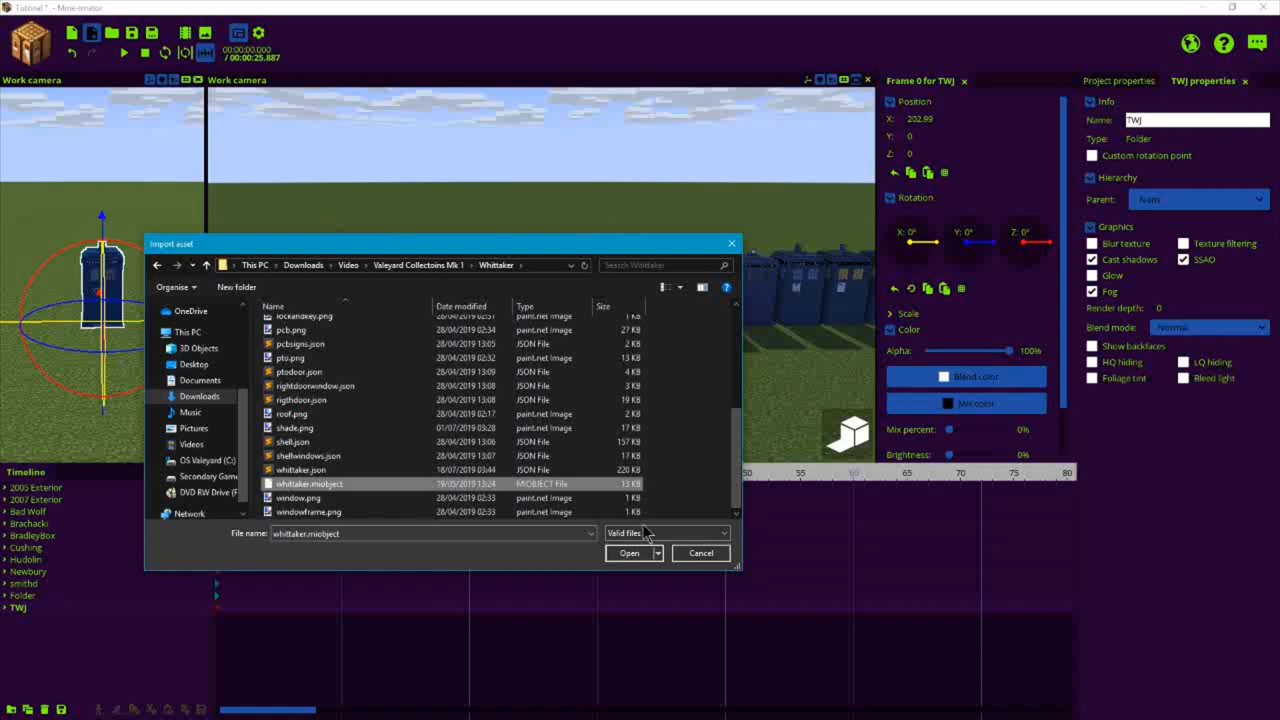 Tutorial * - Mine-imator
00:00:00.000
/ 00:00:25.887
Work camera
Work camera
Frame 0 for TWJ
Position
X: 202.99
Y: 0
Z: 0
Rotation
X: 0° Y: 0° Z: 0°
Scale
Color
Alpha: 100%
Blend color
Mix color
Mix percent: 0%
Brightness: 0%
Project properties TWJ properties
Info
Name: TWJ
Type: Folder
Custom rotation point
Hierarchy
Parent: None
Graphics
Blur texture Texture filtering
Cast shadows SSAO
Glow
Fog
Render depth: 0
Blend mode: Normal
Show backfaces
HQ hiding LQ hiding
Foliage tint Bleed light
Import asset
This PC > Downloads > Video > Valeyard Collectoins Mk 1 > Whittaker >
Search Whittaker
Organise New folder
Name Date modified Type Size
OneDrive
This PC
3D Objects
Desktop
Documents
Downloads
Music
Pictures
Videos
OS Valeyard (C:)
Secondary Game
DVD RW Drive (F
Network
lockandkey.png 28/04/2019 02:51 paint.net Image 1 KB
pcb.png 28/04/2019 02:34 paint.net Image 27 KB
pcbsigns.json 28/04/2019 13:05 JSON File 2 KB
pto.png 28/04/2019 02:32 paint.net Image 13 KB
ptodoor.json 28/04/2019 13:09 JSON File 4 KB
rightdoorwindow.json 28/04/2019 13:08 JSON File 3 KB
rigthdoor.json 28/04/2019 13:08 JSON File 19 KB
roof.png 28/04/2019 02:17 paint.net Image 2 KB
shade.png 01/07/2019 03:28 paint.net Image 17 KB
shell.json 28/04/2019 13:06 JSON File 157 KB
shellwindows.json 28/04/2019 13:07 JSON File 17 KB
whittaker.json 18/07/2019 03:44 JSON File 220 KB
whittaker.miobject 19/05/2019 13:24 MIOBJECT File 13 KB
window.png 28/04/2019 02:33 paint.net Image 1 KB
windowframe.png 28/04/2019 02:33 paint.net Image 1 KB
File name: whittaker.miobject Valid files
Open Cancel
Timeline
50 55 60 65 70 75 80
2005 Exterior
2007 Exterior
Bad Wolf
Brachacki
BradleyBox
Cushing
Hudolin
Newbury
smithd
Folder
TWJ